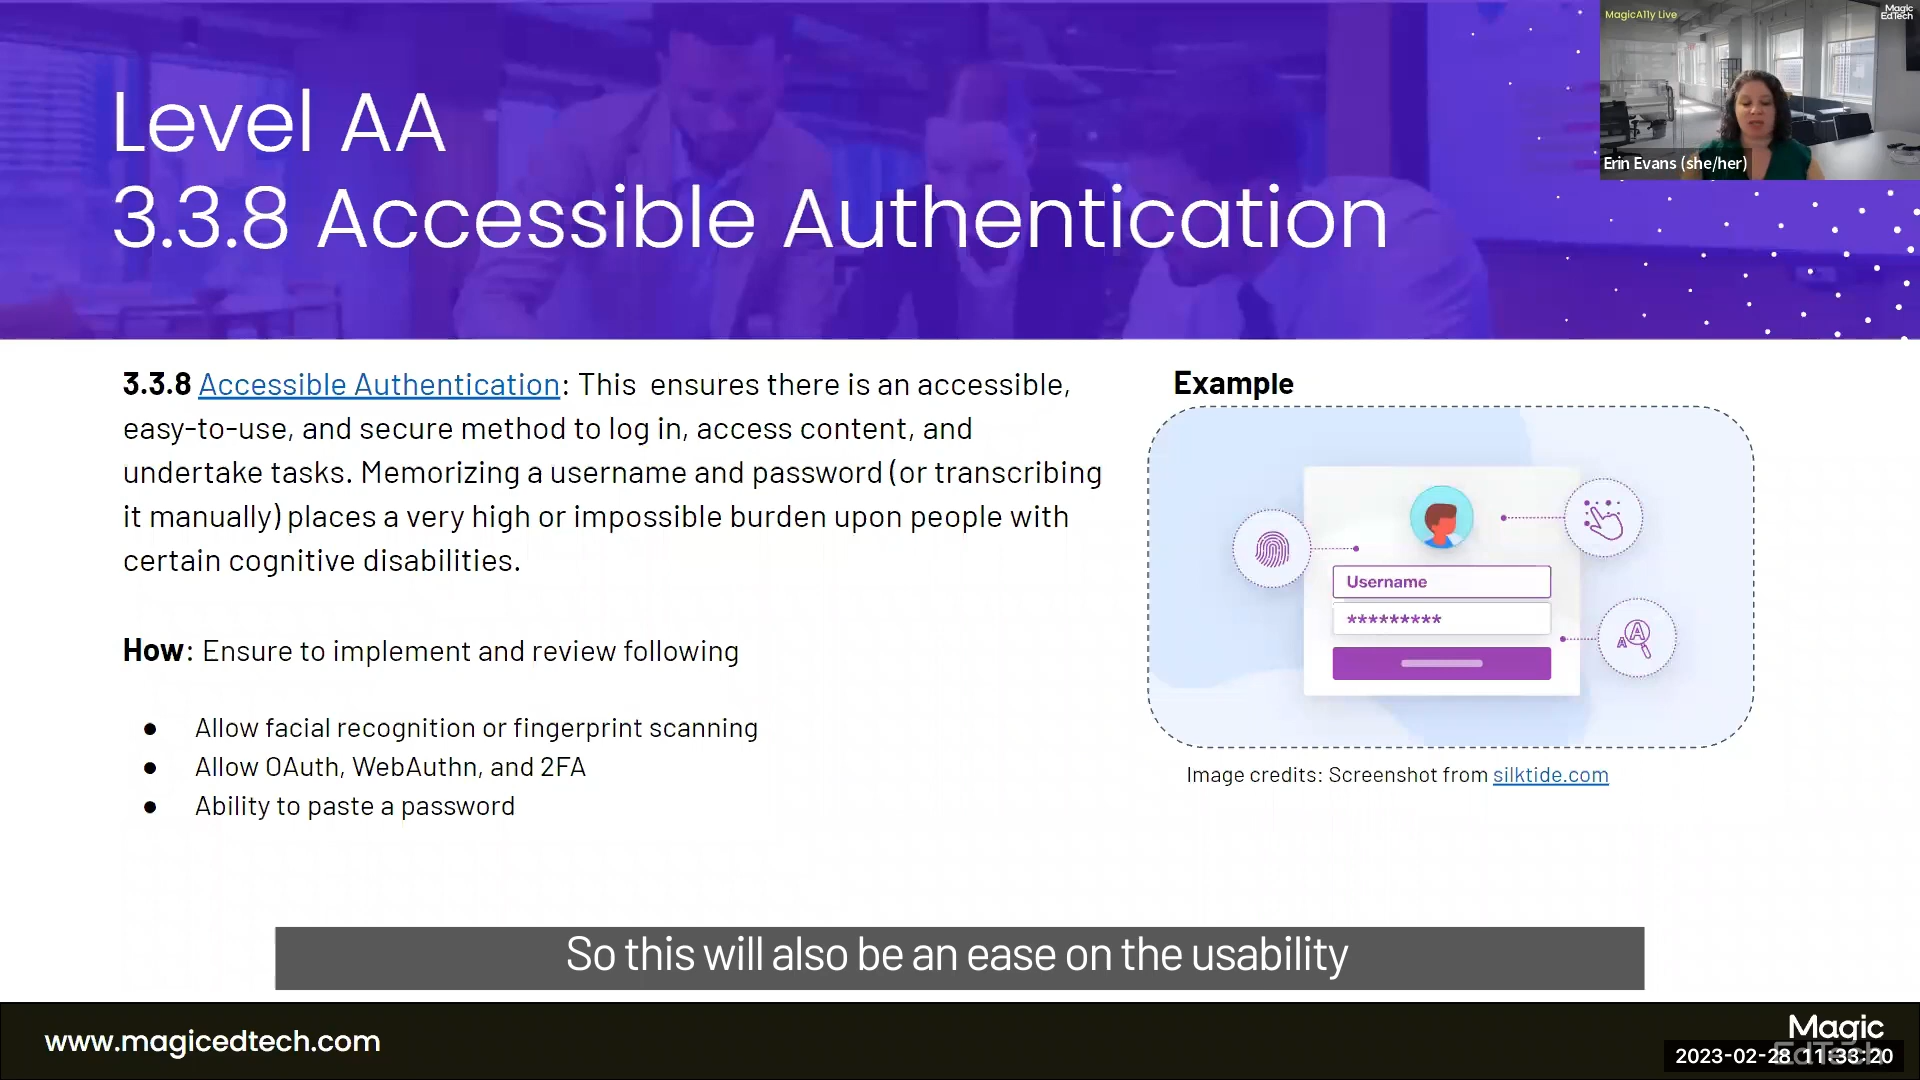 Level AA
3.3.8 Accessible Authentication
MagicA11y Live
Magic
EdTech
Erin Evans (she/her)
3.3.8 Accessible Authentication: This ensures there is an accessible,
easy-to-use, and secure method to log in, access content, and
undertake tasks. Memorizing a username and password (or transcribing
it manually) places a very high or impossible burden upon people with
certain cognitive disabilities.
How: Ensure to implement and review following
● Allow facial recognition or fingerprint scanning
● Allow OAuth, WebAuthn, and 2FA
● Ability to paste a password
Example
Username
*********
A
A
Image credits: Screenshot from silktide.com
So this will also be an ease on the usability
www.magicedtech.com
Magic
EdTech
2023-02-28 11:33:20